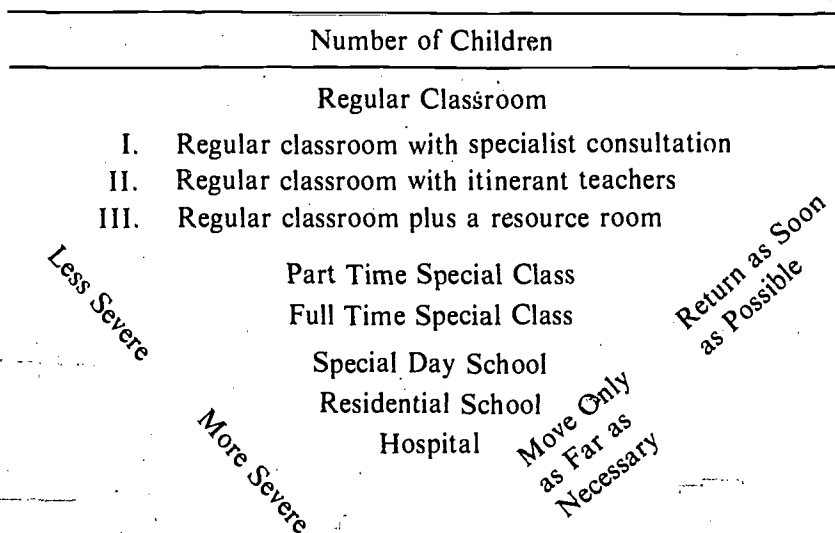 Number of Children
Regular Classroom
I. Regular classroom with specialist consultation
II. Regular classroom with itinerant teachers
III. Regular classroom plus a resource room
Less Severe
Part Time Special Class
Full Time Special Class
Return as Soon
as Possible
Special Day School
Residential School
Hospital
More Severe
Move Only
as Far as
Necessary